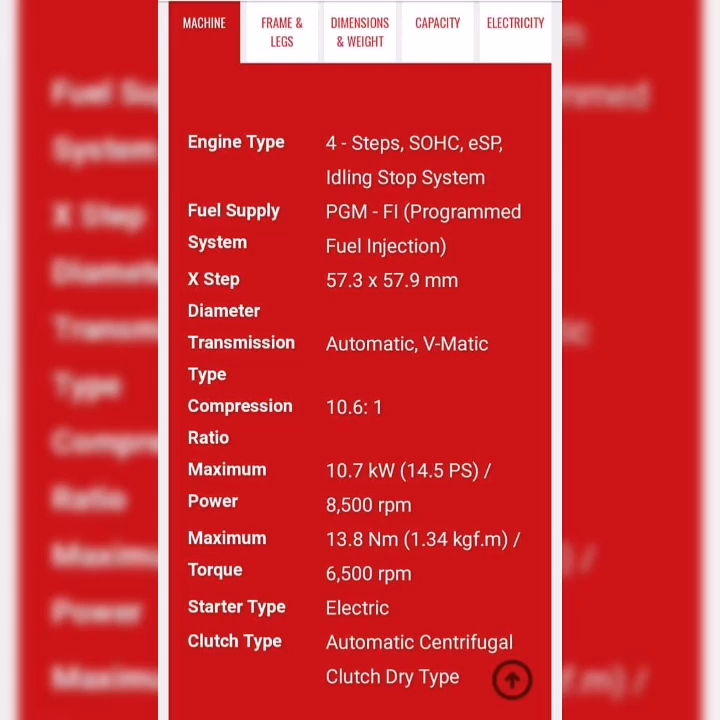 MACHINE
FRAME & LEGS
DIMENSIONS & WEIGHT
CAPACITY
ELECTRICITY
Engine Type 4 - Steps, SOHC, eSP,
Idling Stop System
Fuel Supply PGM - FI (Programmed
System Fuel Injection)
X Step 57.3 x 57.9 mm
Diameter
Transmission Automatic, V-Matic
Type
Compression 10.6: 1
Ratio
Maximum 10.7 kW (14.5 PS) /
Power 8,500 rpm
Maximum 13.8 Nm (1.34 kgf.m) /
Torque 6,500 rpm
Starter Type Electric
Clutch Type Automatic Centrifugal
Clutch Dry Type